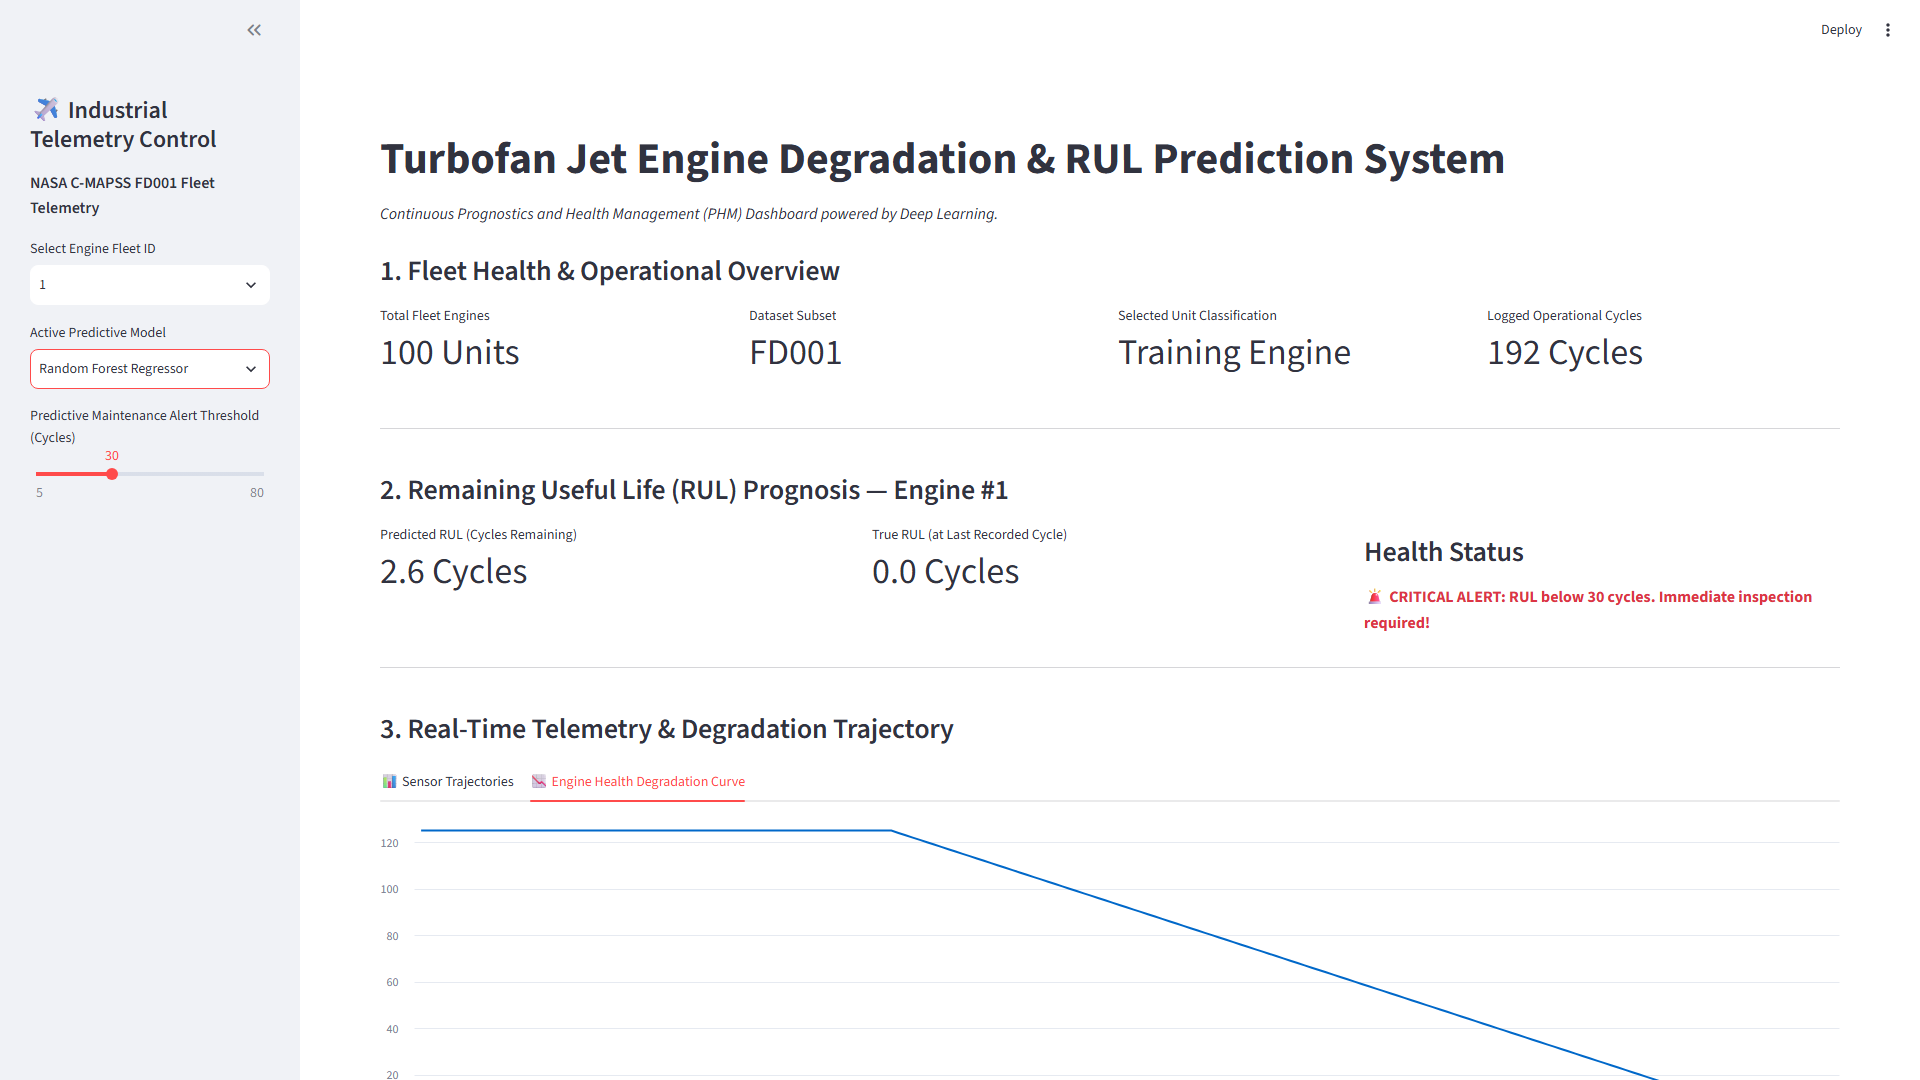 Deploy
Industrial
Telemetry Control
NASA C-MAPSS FD001 Fleet
Telemetry
Select Engine Fleet ID
1
Active Predictive Model
Random Forest Regressor
Predictive Maintenance Alert Threshold
(Cycles)
30
5 80
Turbofan Jet Engine Degradation & RUL Prediction System
Continuous Prognostics and Health Management (PHM) Dashboard powered by Deep Learning.
1. Fleet Health & Operational Overview
Total Fleet Engines
100 Units
Dataset Subset
FD001
Selected Unit Classification
Training Engine
Logged Operational Cycles
192 Cycles
2. Remaining Useful Life (RUL) Prognosis — Engine #1
Predicted RUL (Cycles Remaining)
2.6 Cycles
True RUL (at Last Recorded Cycle)
0.0 Cycles
Health Status
CRITICAL ALERT: RUL below 30 cycles. Immediate inspection
required!
3. Real-Time Telemetry & Degradation Trajectory
Sensor Trajectories
Engine Health Degradation Curve
120
100
80
60
40
20